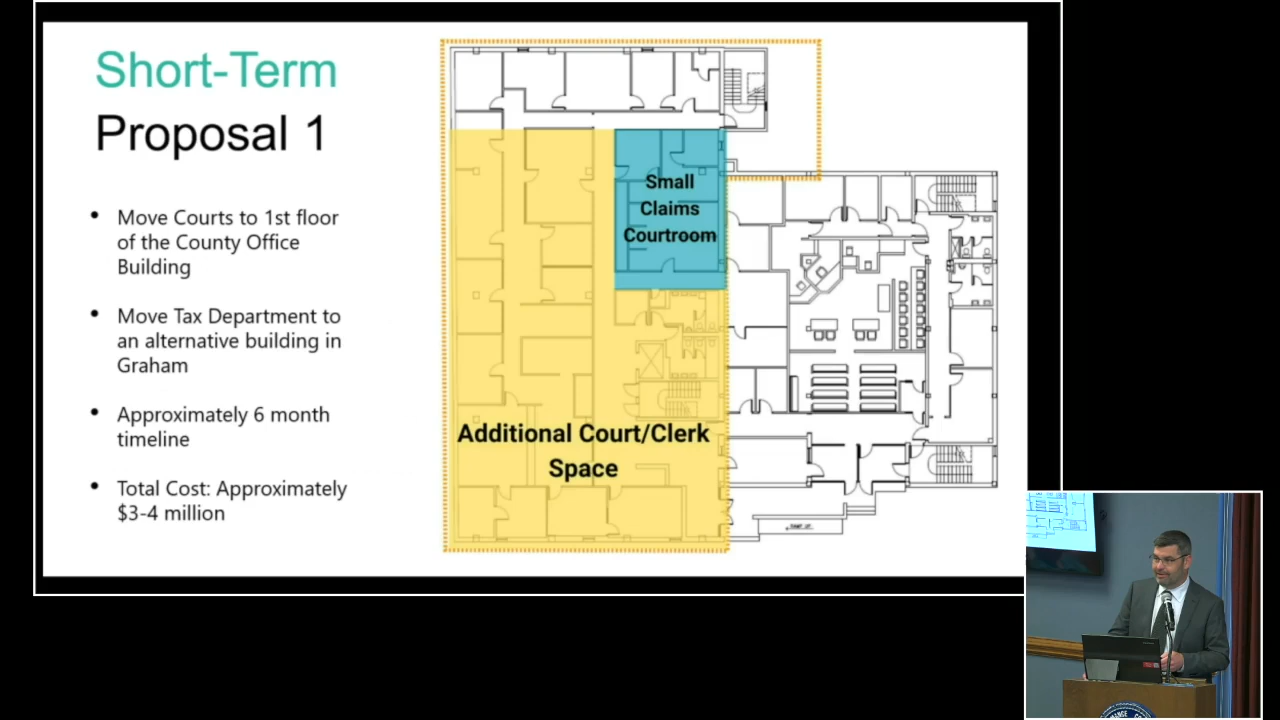 Short-Term
Proposal 1
• Move Courts to 1st floor
of the County Office
Building
• Move Tax Department to
an alternative building in
Graham
• Approximately 6 month
timeline
• Total Cost: Approximately
$3-4 million
Small
Claims
Courtroom
Additional Court/Clerk
Space